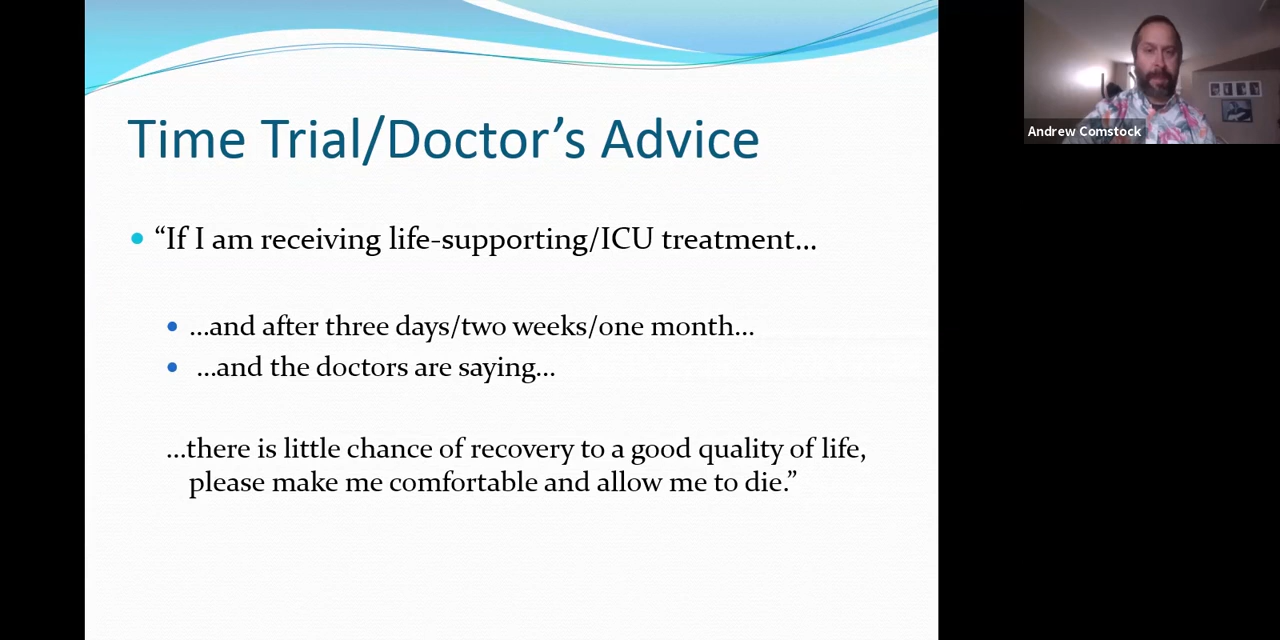 Time Trial/Doctor’s Advice
“If I am receiving life-supporting/ICU treatment…
…and after three days/two weeks/one month…
…and the doctors are saying…
…there is little chance of recovery to a good quality of life,
please make me comfortable and allow me to die.”
Andrew Comstock